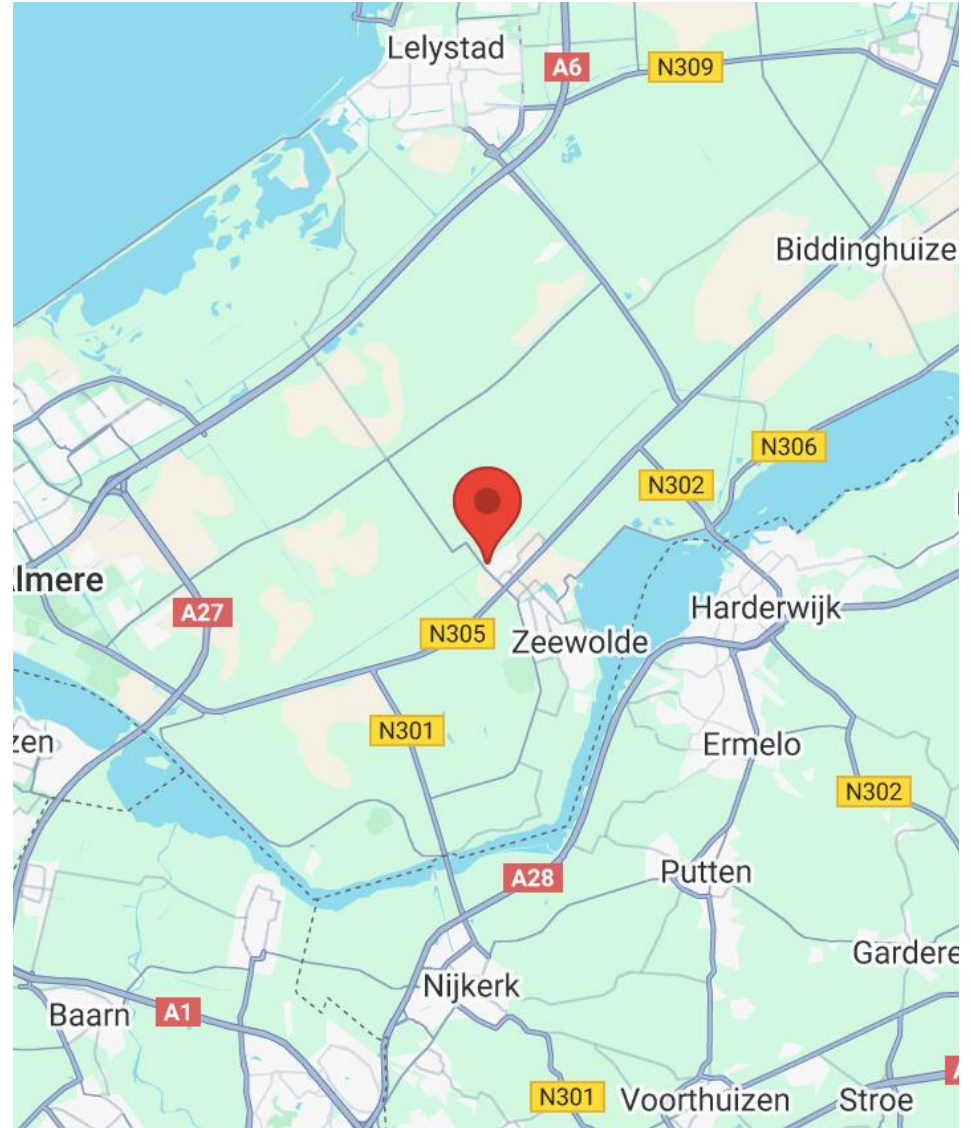 Lelystad
A6
N309
Biddinghuize
N306
N302
lmere
A27
Harderwijk
N305
Zeewolde
N301
zen
Ermelo
N302
A28
Putten
Gardere
Nijkerk
Baarn
A1
N301
Voorthuizen
Stroe